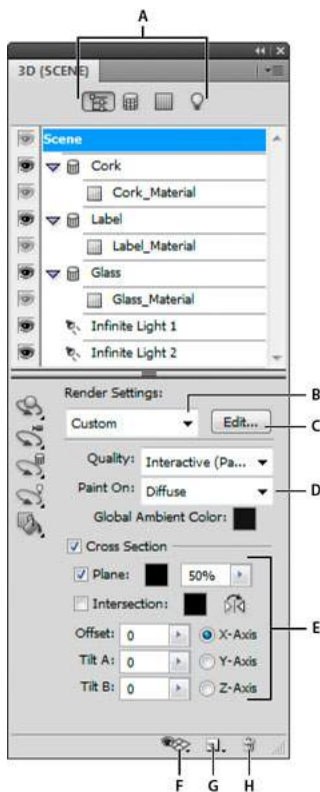 A
3D (SCENE)
Scene
Cork
Cork_Material
Label
Label_Material
Glass
Glass_Material
Infinite Light 1
Infinite Light 2
Render Settings:
B
Custom
Edit...
C
Quality: Interactive (Pa...
Paint On: Diffuse
D
Global Ambient Color:
Cross Section
Plane: 50%
Intersection:
E
Offset: 0 X-Axis
Tilt A: 0 Y-Axis
Tilt B: 0 Z-Axis
F G H